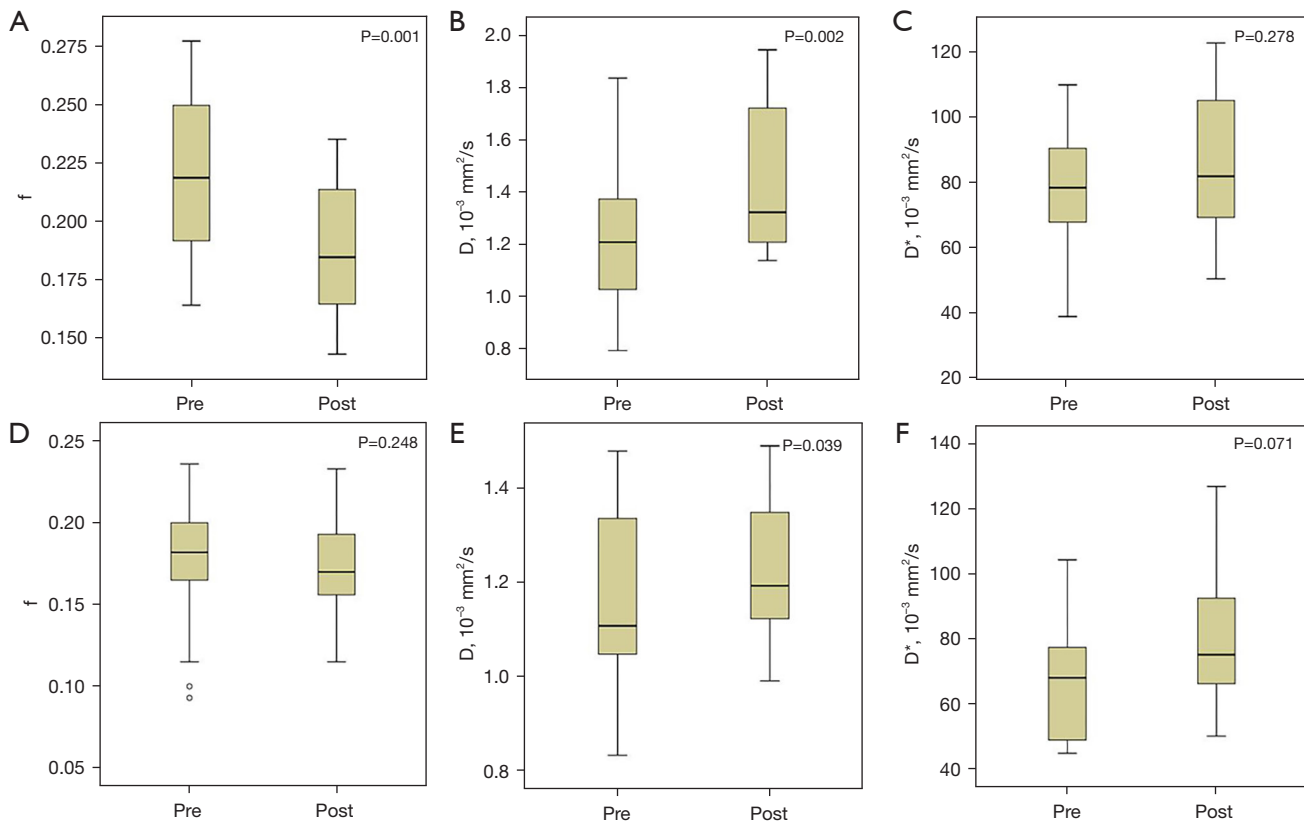 A
P=0.001
0.275
0.250
0.225
0.200
0.175
0.150
f
Pre
Post
B
P=0.002
2.0
1.8
1.6
1.4
1.2
1.0
0.8
D, 10⁻³ mm²/s
Pre
Post
C
P=0.278
120
100
80
60
40
20
D*, 10⁻³ mm²/s
Pre
Post
D
P=0.248
0.25
0.20
0.15
0.10
0.05
f
Pre
Post
E
P=0.039
1.4
1.2
1.0
0.8
D, 10⁻³ mm²/s
Pre
Post
F
P=0.071
140
120
100
80
60
40
D*, 10⁻³ mm²/s
Pre
Post